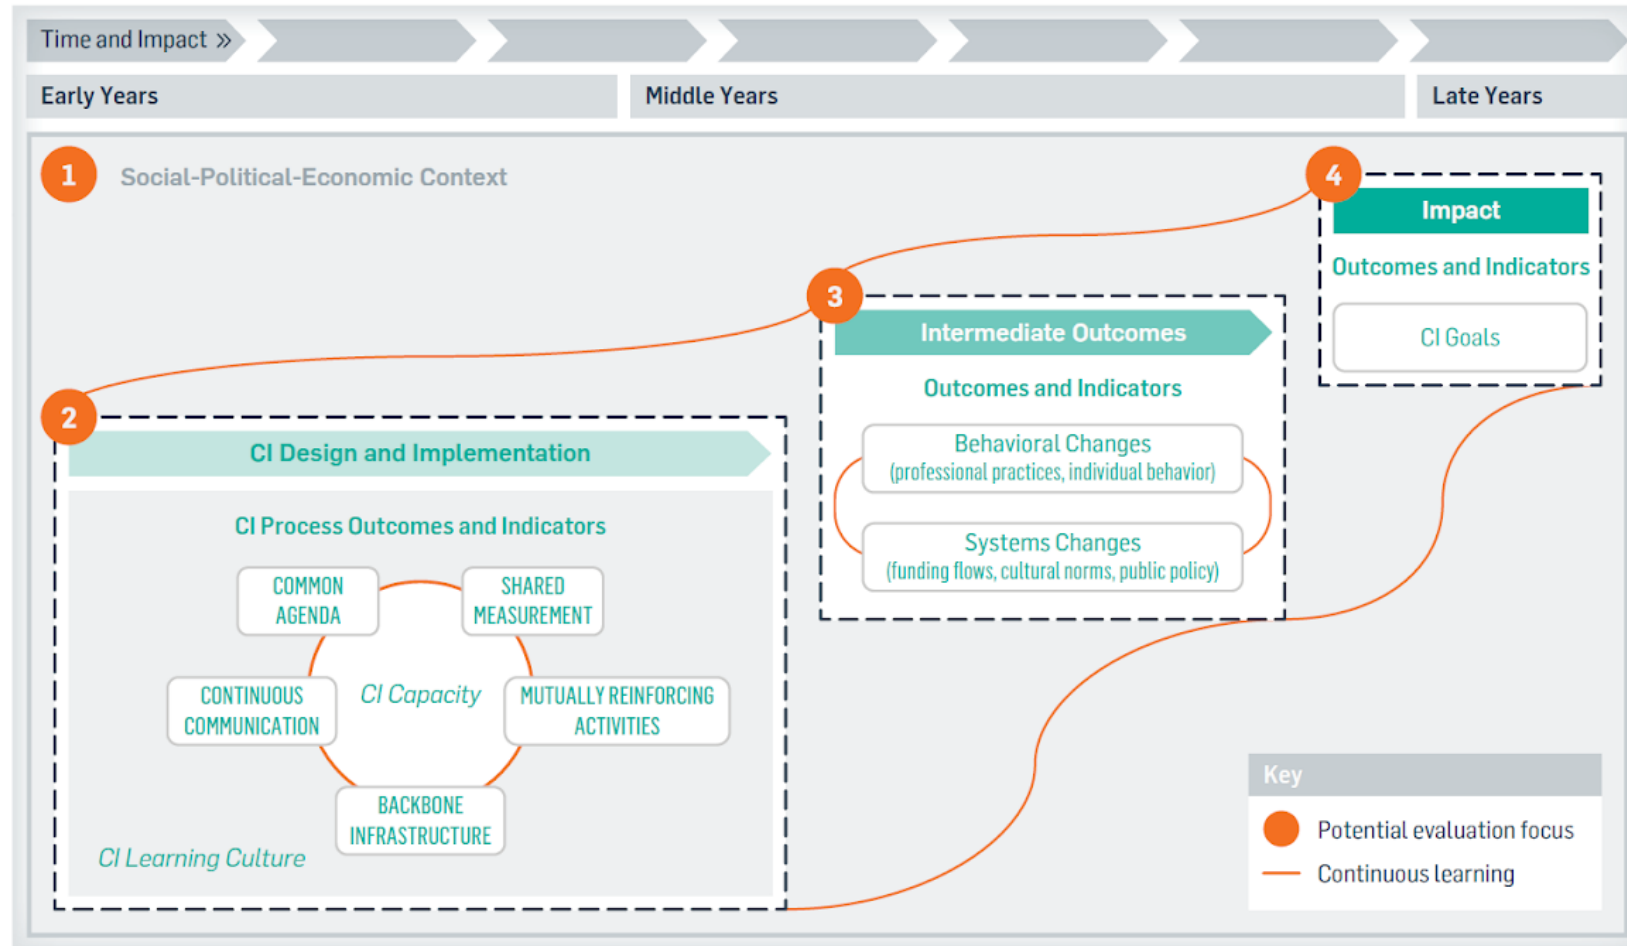 Time and Impact »
Early Years
Middle Years
Late Years
1
Social-Political-Economic Context
4
Impact
Outcomes and Indicators
CI Goals
3
Intermediate Outcomes
Outcomes and Indicators
Behavioral Changes
(professional practices, individual behavior)
Systems Changes
(funding flows, cultural norms, public policy)
2
CI Design and Implementation
CI Process Outcomes and Indicators
COMMON
AGENDA
SHARED
MEASUREMENT
CONTINUOUS
COMMUNICATION
CI Capacity
MUTUALLY REINFORCING
ACTIVITIES
BACKBONE
INFRASTRUCTURE
CI Learning Culture
Key
Potential evaluation focus
Continuous learning